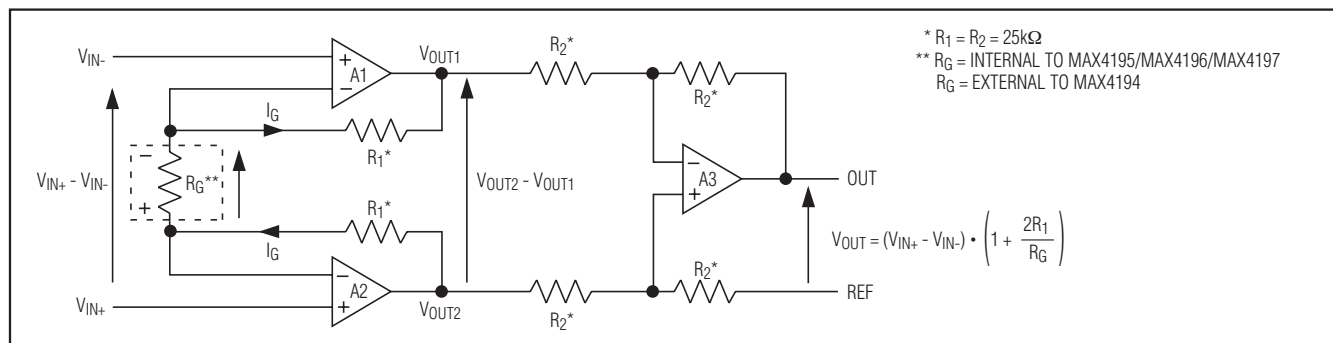 * R1 = R2 = 25kΩ
** RG = INTERNAL TO MAX4195/MAX4196/MAX4197
RG = EXTERNAL TO MAX4194
VIN-
+
A1
−
VOUT1
R2*
R2*
IG
R1*
VIN+ - VIN-
−
RG**
+
VOUT2 - VOUT1
−
A3
+
OUT
R1*
IG
VOUT = (VIN+ - VIN-) • (1 + 2R1/RG)
−
A2
+
VIN+
VOUT2
R2*
R2*
REF